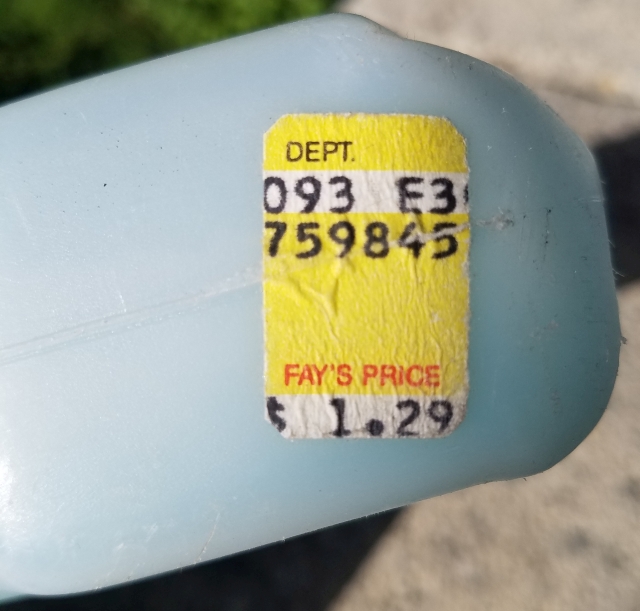 DEPT.
093 E3
759845
FAY'S PRICE
$ 1.29